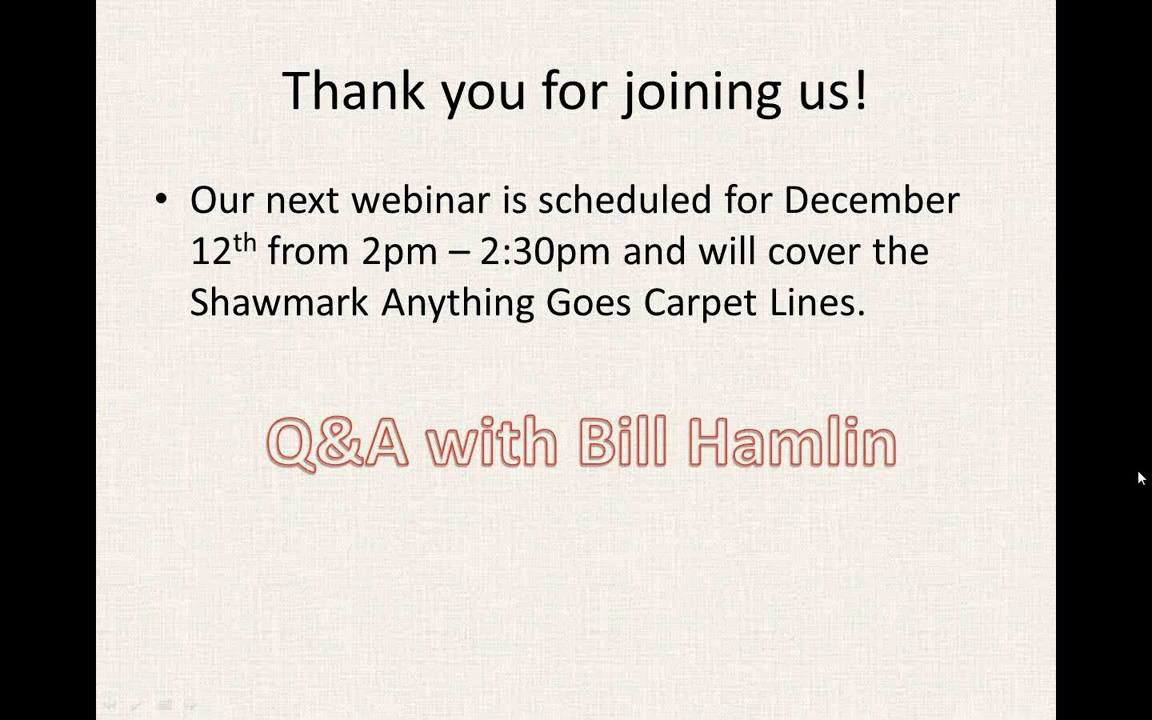 Thank you for joining us!
• Our next webinar is scheduled for December
12th from 2pm – 2:30pm and will cover the
Shawmark Anything Goes Carpet Lines.
Q&A with Bill Hamlin